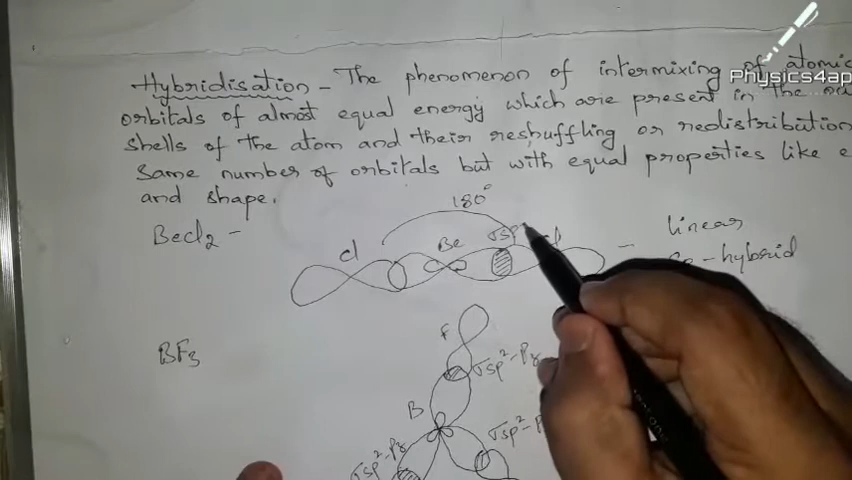 Physics4ap
Hybridisation - The phenomenon of intermixing of atomic
orbitals of almost equal energy which are present in the
shells of the atom and their reshuffling or redistribution
same number of orbitals but with equal properties like e
and shape.
180°
BeCl2 - Cl Be σsp linear
sp-hybrid
BF3 F
σsp²-Pz
B
σsp²-P
σsp²-Pz